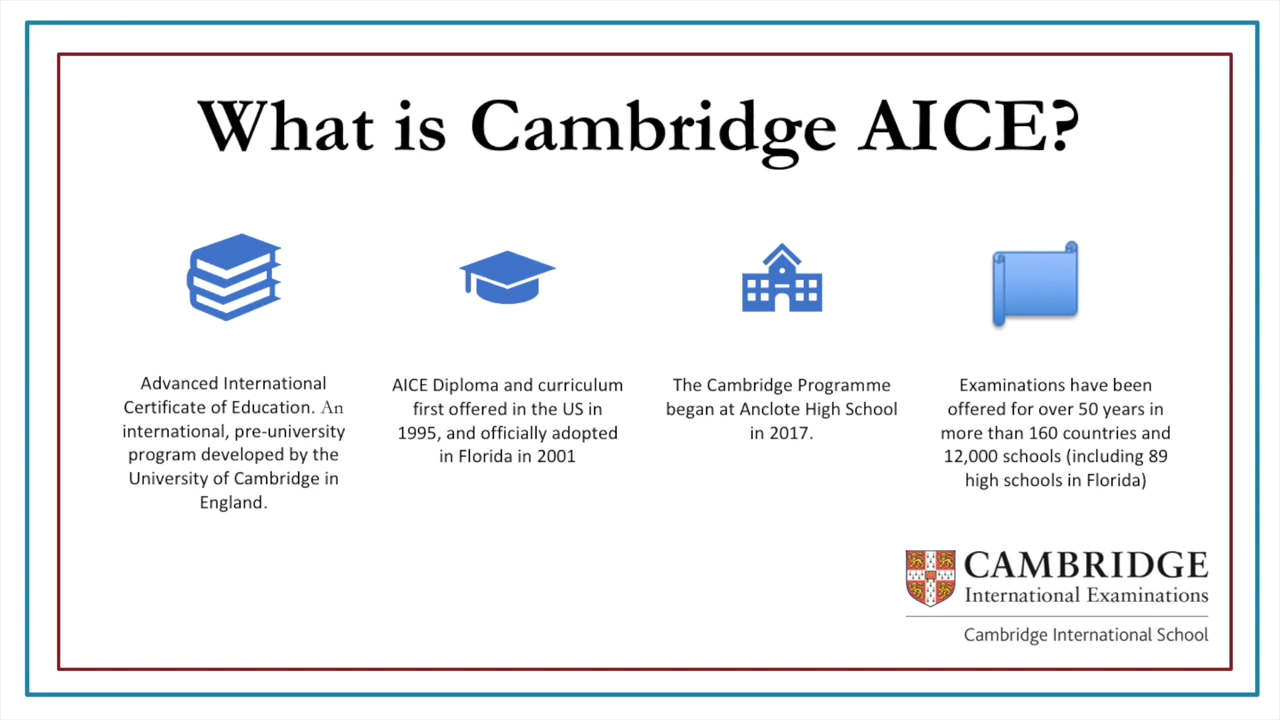 What is Cambridge AICE?
Advanced International
Certificate of Education. An
international, pre-university
program developed by the
University of Cambridge in
England.
AICE Diploma and curriculum
first offered in the US in
1995, and officially adopted
in Florida in 2001
The Cambridge Programme
began at Anclote High School
in 2017.
Examinations have been
offered for over 50 years in
more than 160 countries and
12,000 schools (including 89
high schools in Florida)
CAMBRIDGE
International Examinations
Cambridge International School